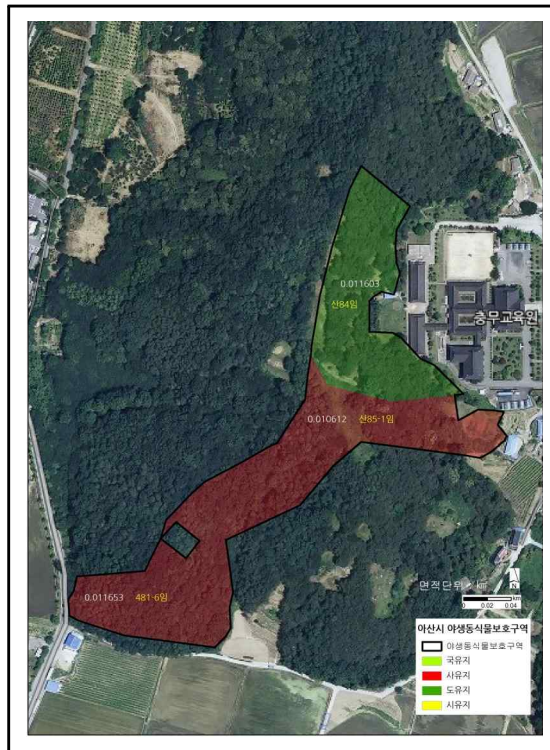 0.011603
산84임
충무교육원
0.010612 산85-1임
0.011653 481-6임
면적단위 : ㎢
N
km
0 0.02 0.04
아산시 야생동식물보호구역
야생동식물보호구역
국유지
사유지
도유지
시유지